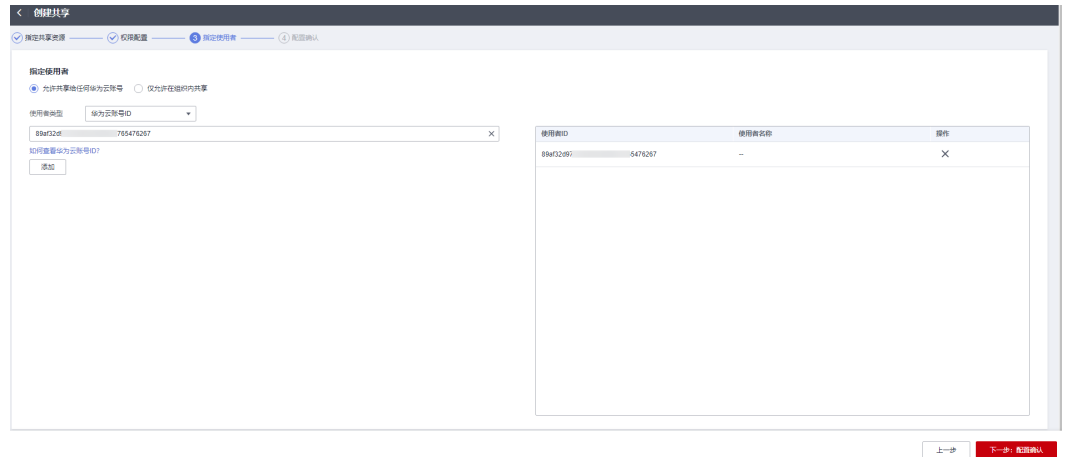 创建共享
指定共享资源 权限配置 3 指定使用者 4 配置确认
指定使用者
允许共享给任何华为云账号 仅允许在组织内共享
使用者类型 华为云账号ID
89af32d 765476267
如何查看华为云账号ID?
添加
使用者ID 使用者名称 操作
89af32d97 5476267 --
上一步 下一步：配置确认